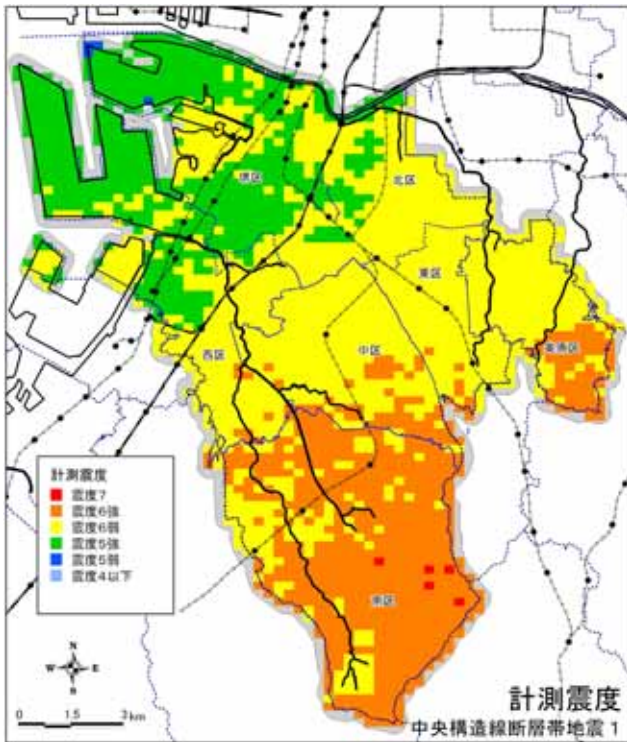 堺区
北区
東区
美原区
西区
中区
南区
計測震度
震度7
震度6強
震度6弱
震度5強
震度5弱
震度4以下
N
W E
S
0 1.5 3 km
計測震度
中央構造線断層帯地震 1